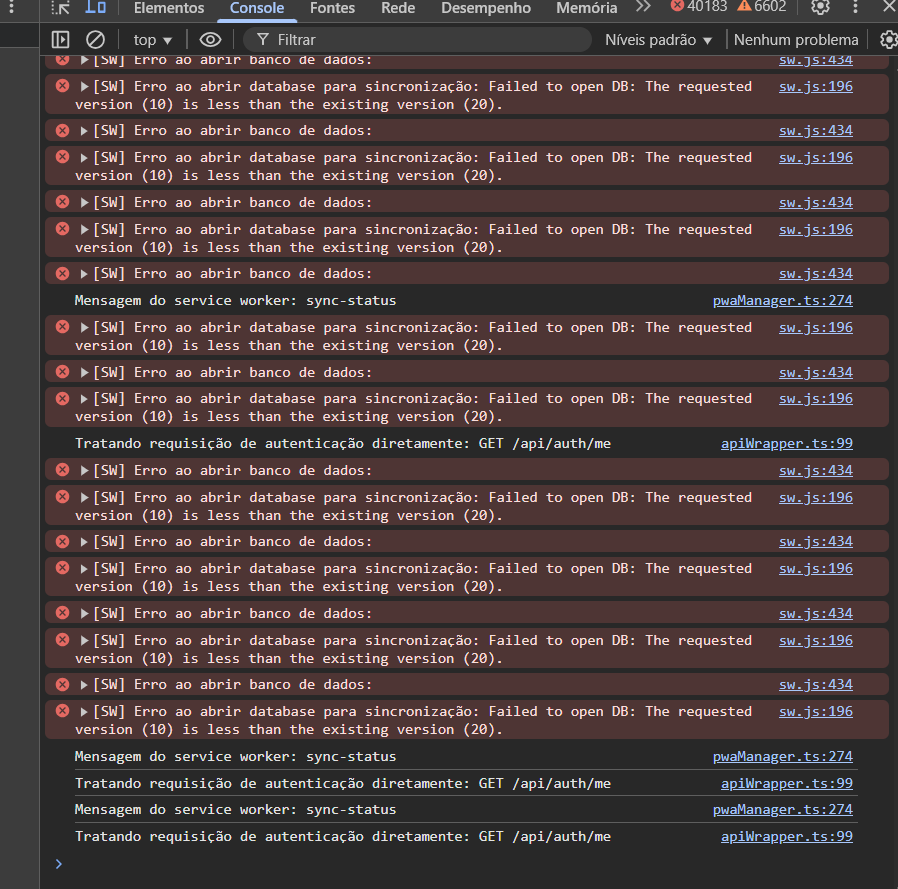 Elementos Console Fontes Rede Desempenho Memória 40183 6602
top Filtrar Níveis padrão Nenhum problema
[SW] Erro ao abrir banco de dados: sw.js:434
[SW] Erro ao abrir database para sincronização: Failed to open DB: The requested sw.js:196
version (10) is less than the existing version (20).
[SW] Erro ao abrir banco de dados: sw.js:434
[SW] Erro ao abrir database para sincronização: Failed to open DB: The requested sw.js:196
version (10) is less than the existing version (20).
[SW] Erro ao abrir banco de dados: sw.js:434
[SW] Erro ao abrir database para sincronização: Failed to open DB: The requested sw.js:196
version (10) is less than the existing version (20).
[SW] Erro ao abrir banco de dados: sw.js:434
Mensagem do service worker: sync-status pwaManager.ts:274
[SW] Erro ao abrir database para sincronização: Failed to open DB: The requested sw.js:196
version (10) is less than the existing version (20).
[SW] Erro ao abrir banco de dados: sw.js:434
[SW] Erro ao abrir database para sincronização: Failed to open DB: The requested sw.js:196
version (10) is less than the existing version (20).
Tratando requisição de autenticação diretamente: GET /api/auth/me apiWrapper.ts:99
[SW] Erro ao abrir banco de dados: sw.js:434
[SW] Erro ao abrir database para sincronização: Failed to open DB: The requested sw.js:196
version (10) is less than the existing version (20).
[SW] Erro ao abrir banco de dados: sw.js:434
[SW] Erro ao abrir database para sincronização: Failed to open DB: The requested sw.js:196
version (10) is less than the existing version (20).
[SW] Erro ao abrir banco de dados: sw.js:434
[SW] Erro ao abrir database para sincronização: Failed to open DB: The requested sw.js:196
version (10) is less than the existing version (20).
[SW] Erro ao abrir banco de dados: sw.js:434
[SW] Erro ao abrir database para sincronização: Failed to open DB: The requested sw.js:196
version (10) is less than the existing version (20).
Mensagem do service worker: sync-status pwaManager.ts:274
Tratando requisição de autenticação diretamente: GET /api/auth/me apiWrapper.ts:99
Mensagem do service worker: sync-status pwaManager.ts:274
Tratando requisição de autenticação diretamente: GET /api/auth/me apiWrapper.ts:99